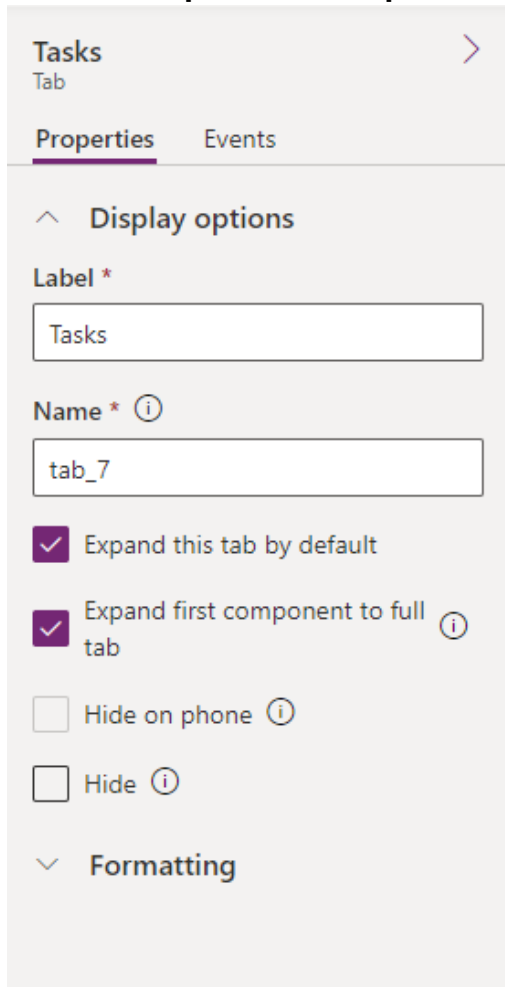 Tasks
Tab
Properties Events
Display options
Label *
Tasks
Name *
tab_7
Expand this tab by default
Expand first component to full
tab
Hide on phone
Hide
Formatting